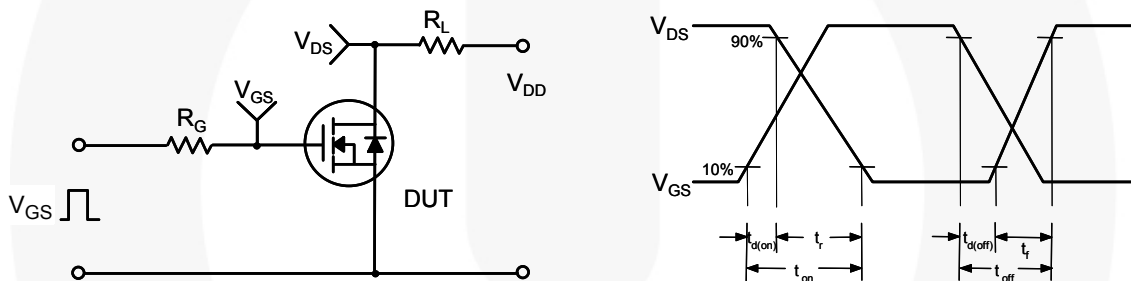 V_DS
R_L
V_DD
V_GS
R_G
V_GS
DUT
V_DS
90%
10%
V_GS
t_d(on)
t_r
t_d(off)
t_f
t_on
t_off